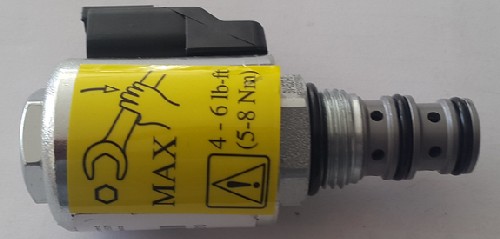 MAX
4 - 6 lb-ft
(5-8 Nm)